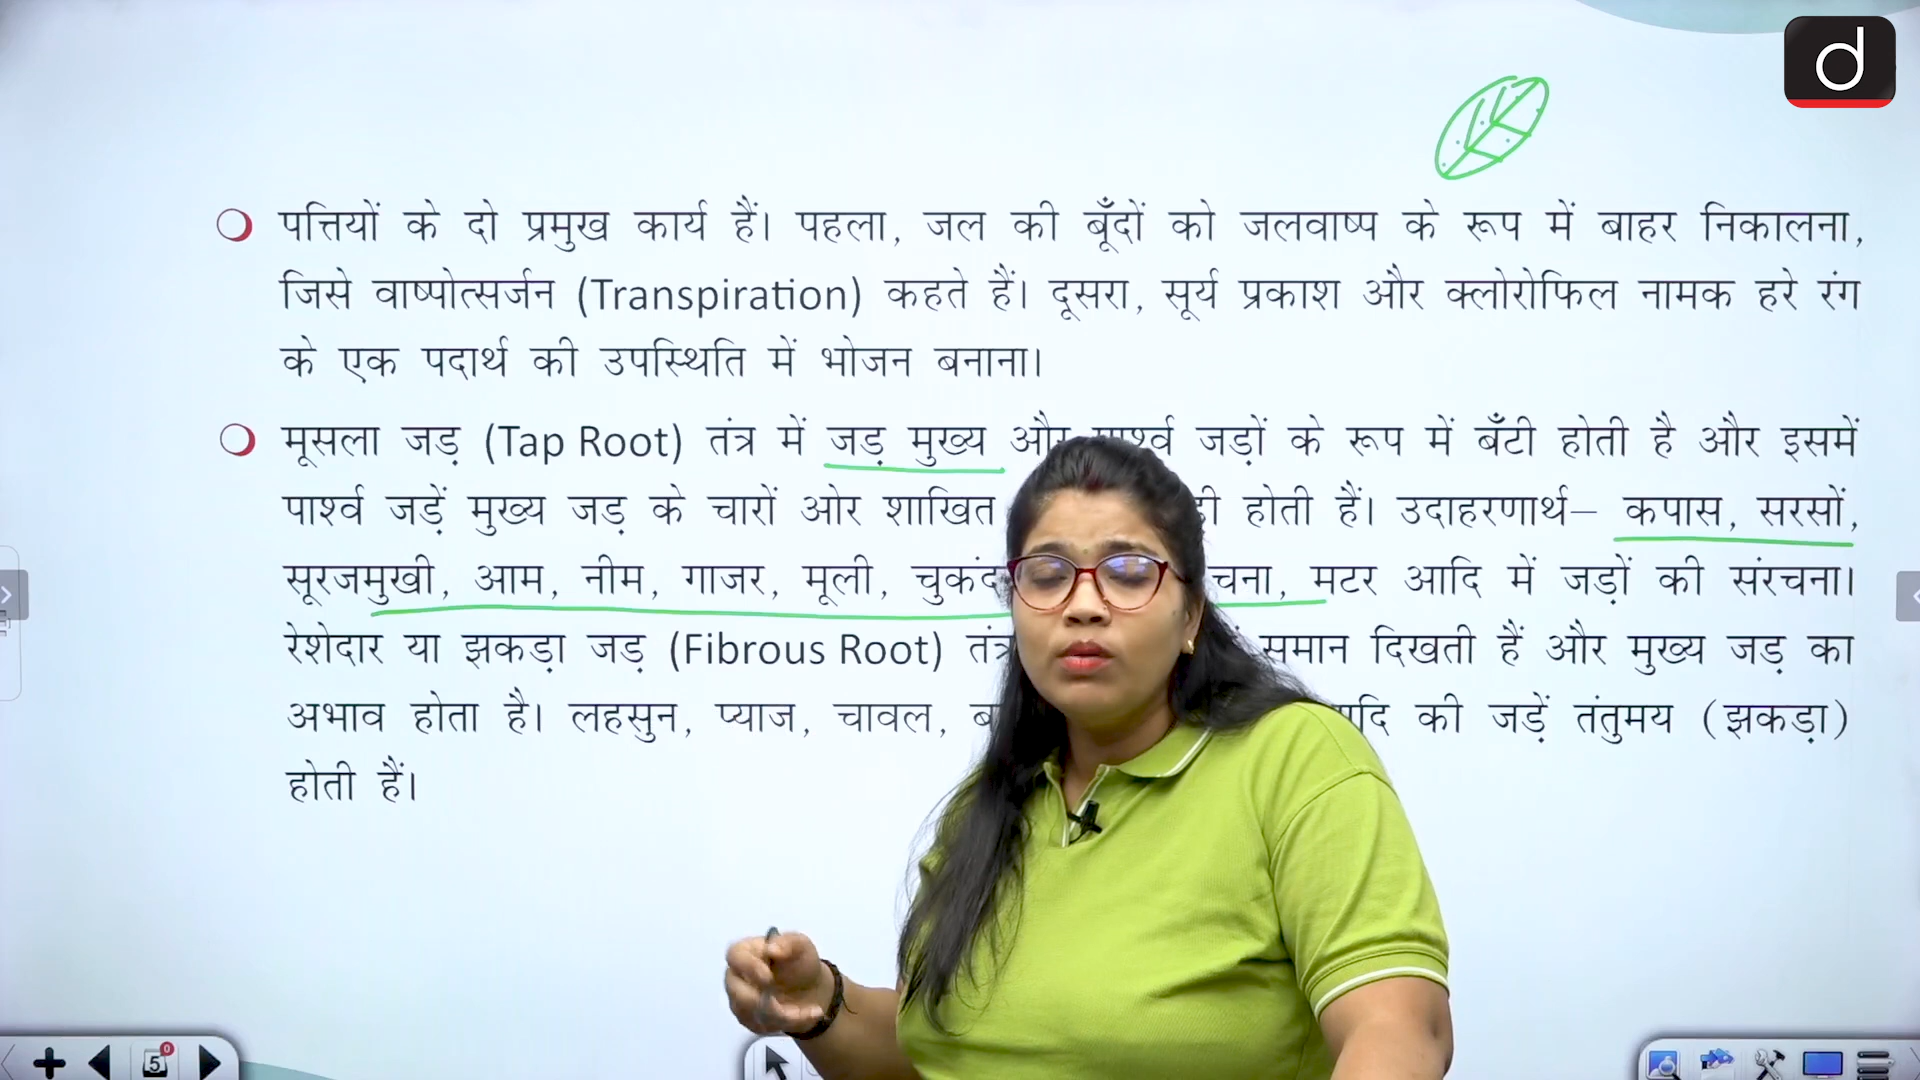 d
पत्तियों के दो प्रमुख कार्य हैं। पहला, जल की बूँदों को जलवाष्प के रूप में बाहर निकालना,
जिसे वाष्पोत्सर्जन (Transpiration) कहते हैं। दूसरा, सूर्य प्रकाश और क्लोरोफिल नामक हरे रंग
के एक पदार्थ की उपस्थिति में भोजन बनाना।
मूसला जड़ (Tap Root) तंत्र में जड़ मुख्य और पार्श्व जड़ों के रूप में बँटी होती है और इसमें
पार्श्व जड़ें मुख्य जड़ के चारों ओर शाखित होती हैं। उदाहरणार्थ– कपास, सरसों,
सूरजमुखी, आम, नीम, गाजर, मूली, चना, मटर आदि में जड़ों की संरचना।
रेशेदार या झकड़ा जड़ (Fibrous Root) तंत्र समान दिखती हैं और मुख्य जड़ का
अभाव होता है। लहसुन, प्याज, चावल, की जड़ें तंतुमय (झकड़ा)
होती हैं।
5 0